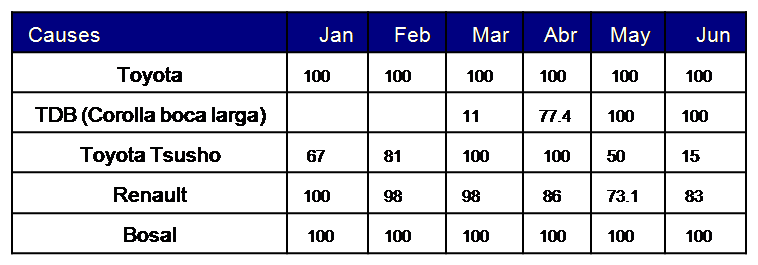 Causes Jan Feb Mar Abr May Jun
Toyota 100 100 100 100 100 100
TDB (Corolla boca larga) 11 77.4 100 100
Toyota Tsusho 67 81 100 100 50 15
Renault 100 98 98 86 73.1 83
Bosal 100 100 100 100 100 100